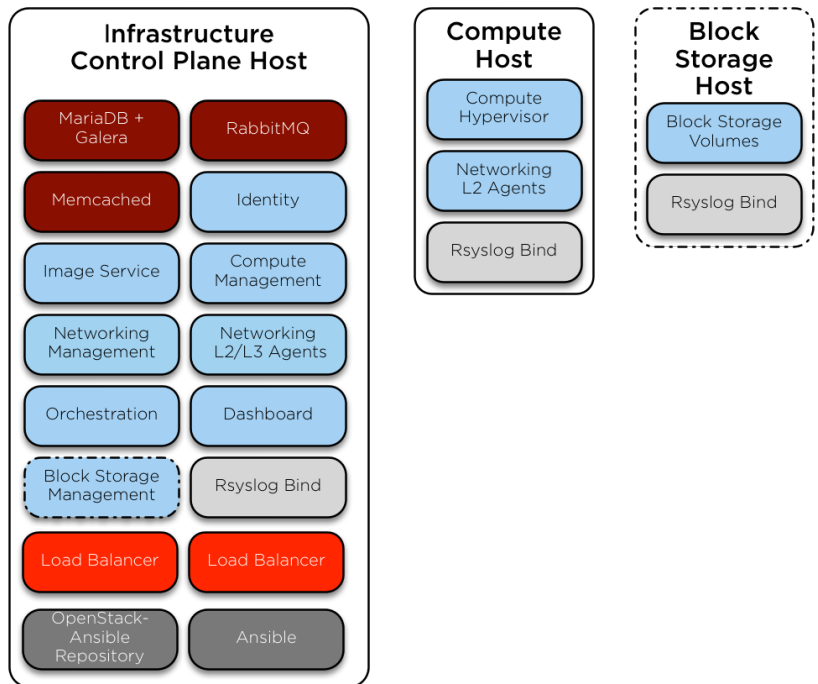 Infrastructure
Control Plane Host
MariaDB +
Galera
RabbitMQ
Memcached
Identity
Image Service
Compute
Management
Networking
Management
Networking
L2/L3 Agents
Orchestration
Dashboard
Block Storage
Management
Rsyslog Bind
Load Balancer
Load Balancer
OpenStack-
Ansible
Repository
Ansible
Compute
Host
Compute
Hypervisor
Networking
L2 Agents
Rsyslog Bind
Block
Storage
Host
Block Storage
Volumes
Rsyslog Bind